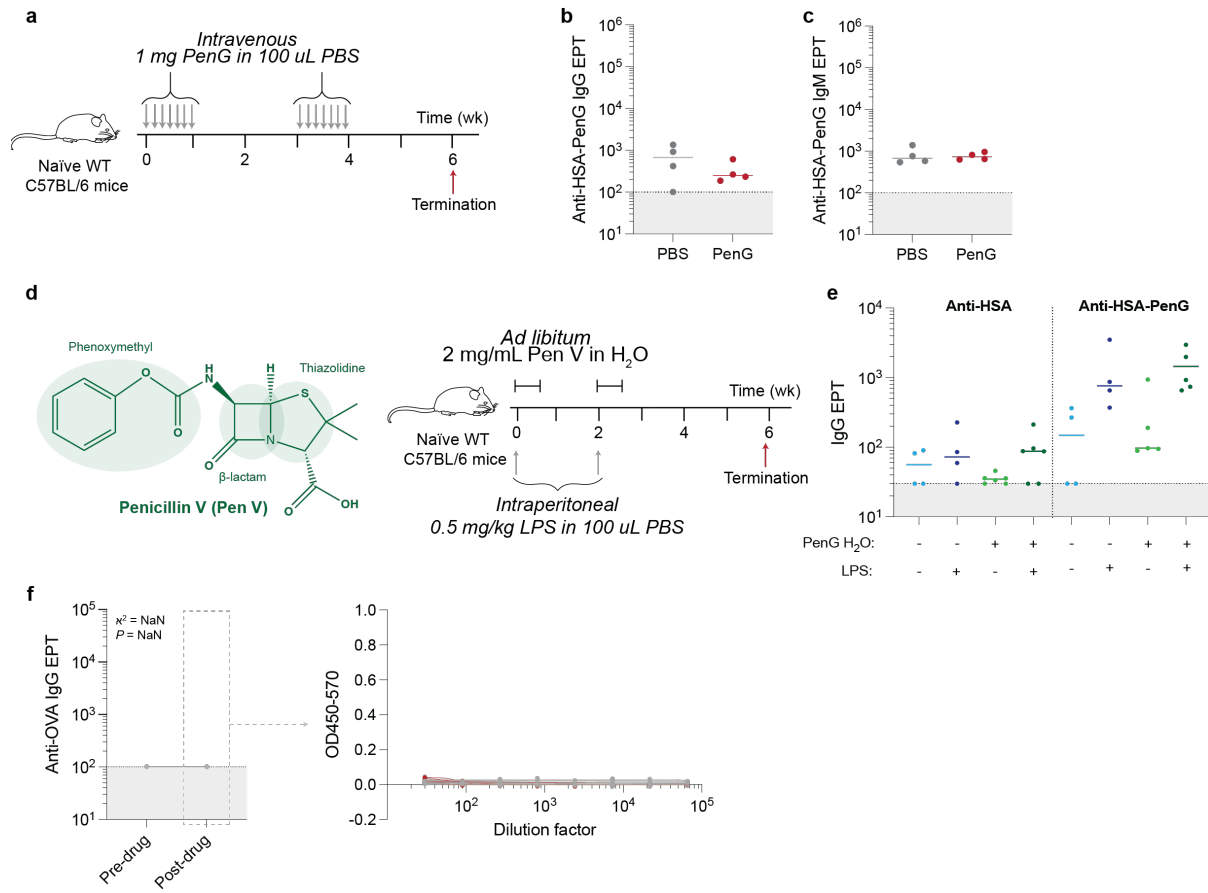 a
Intravenous
1 mg PenG in 100 uL PBS
Time (wk)
0
2
4
6
Naïve WT
C57BL/6 mice
Termination
b
Anti-HSA-PenG IgG EPT
10⁶
10⁵
10⁴
10³
10²
10¹
PBS
PenG
c
Anti-HSA-PenG IgM EPT
10⁶
10⁵
10⁴
10³
10²
10¹
PBS
PenG
d
Phenoxymethyl
Thiazolidine
O
O
H
N
H
S
N
O
β-lactam
O
OH
Penicillin V (Pen V)
Ad libitum
2 mg/mL Pen V in H₂O
Time (wk)
0
2
4
6
Naïve WT
C57BL/6 mice
Termination
Intraperitoneal
0.5 mg/kg LPS in 100 uL PBS
e
Anti-HSA
Anti-HSA-PenG
IgG EPT
10⁴
10³
10²
10¹
PenG H₂O: - - + + - - + +
LPS: - + - + - + - +
f
Anti-OVA IgG EPT
10⁵
10⁴
10³
10²
10¹
ϰ² = NaN
P = NaN
Pre-drug
Post-drug
OD450-570
1.0
0.8
0.6
0.4
0.2
0.0
-0.2
10²
10³
10⁴
10⁵
Dilution factor